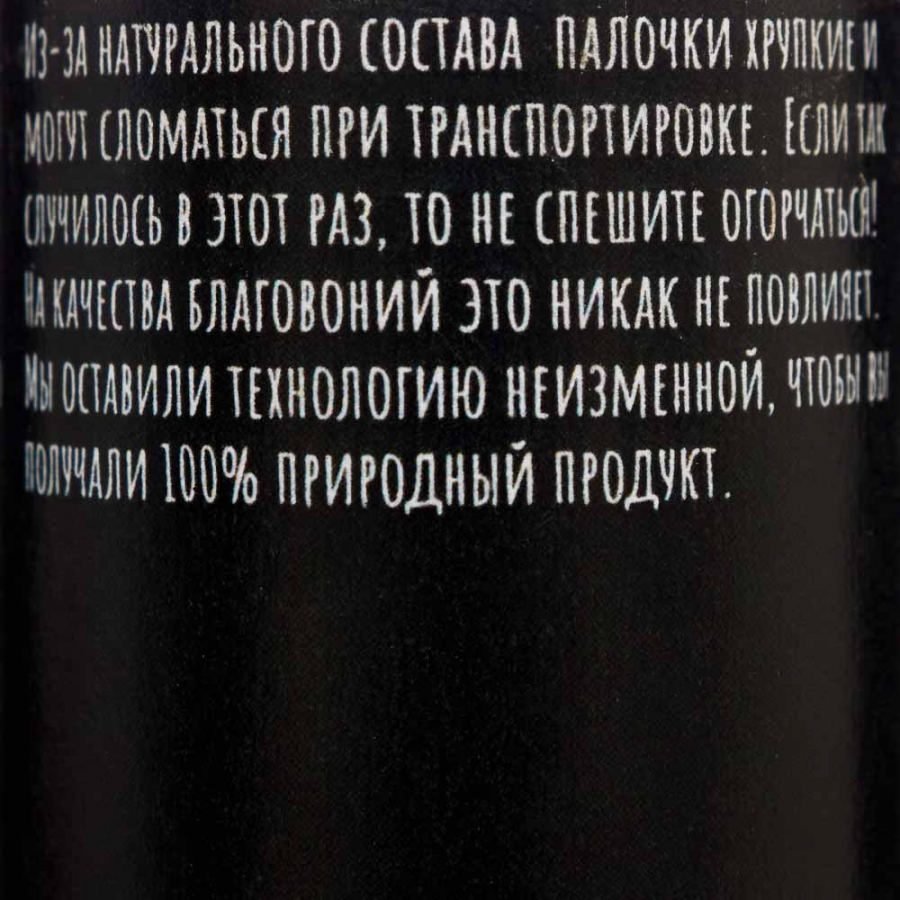 Из-за натурального состава палочки хрупкие и
могут сломаться при транспортировке. Если так
случилось в этот раз, то не спешите огорчаться!
На качества благовоний это никак не повлияет.
Мы оставили технологию неизменной, чтобы вы
получали 100% природный продукт.